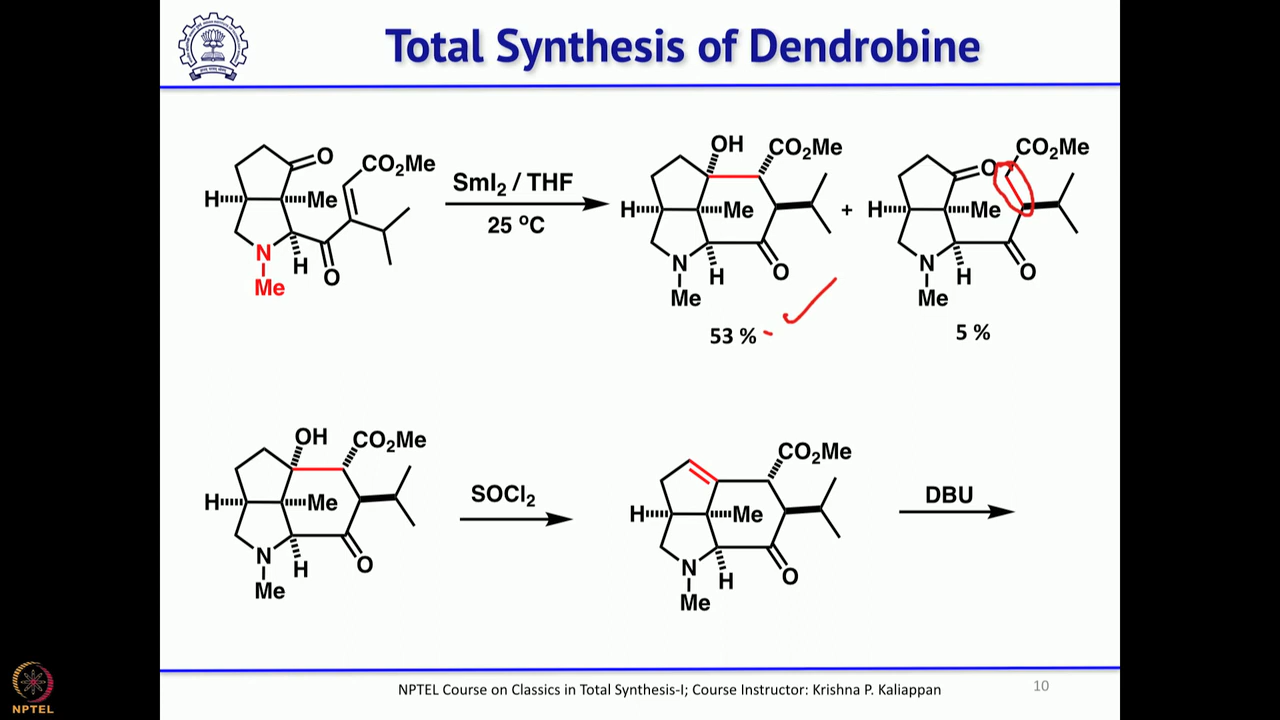 Total Synthesis of Dendrobine
O
CO2Me
H
Me
N
H
O
Me
SmI2 / THF
25 ºC
OH
CO2Me
H
Me
N
H
O
Me
53 %
+
CO2Me
O
H
Me
N
H
O
Me
5 %
OH
CO2Me
H
Me
N
H
O
Me
SOCl2
CO2Me
H
Me
N
H
O
Me
DBU
NPTEL
NPTEL Course on Classics in Total Synthesis-I; Course Instructor: Krishna P. Kaliappan
10